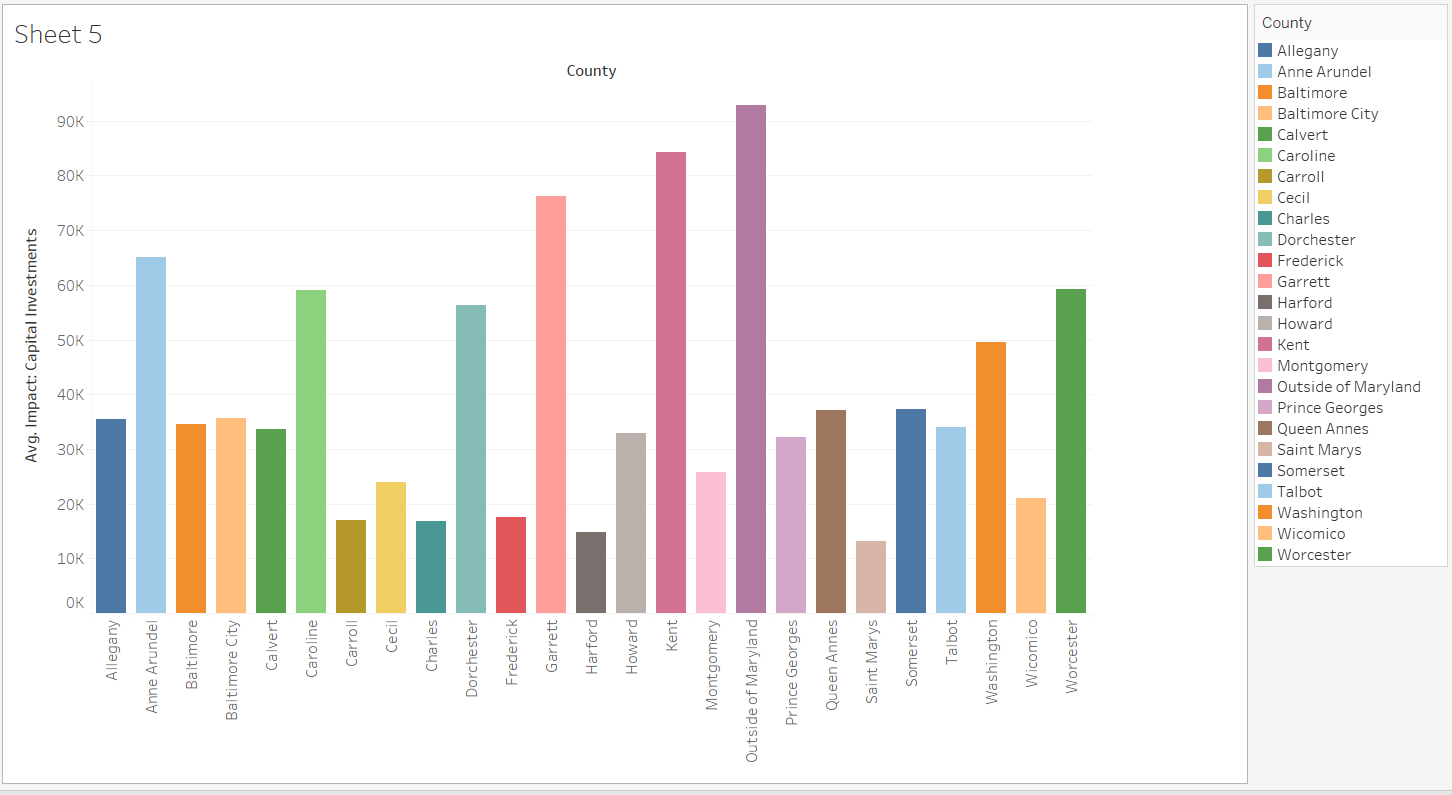 Sheet 5
County
Avg. Impact: Capital Investments
90K
80K
70K
60K
50K
40K
30K
20K
10K
0K
Allegany
Anne Arundel
Baltimore
Baltimore City
Calvert
Caroline
Carroll
Cecil
Charles
Dorchester
Frederick
Garrett
Harford
Howard
Kent
Montgomery
Outside of Maryland
Prince Georges
Queen Annes
Saint Marys
Somerset
Talbot
Washington
Wicomico
Worcester
County
Allegany
Anne Arundel
Baltimore
Baltimore City
Calvert
Caroline
Carroll
Cecil
Charles
Dorchester
Frederick
Garrett
Harford
Howard
Kent
Montgomery
Outside of Maryland
Prince Georges
Queen Annes
Saint Marys
Somerset
Talbot
Washington
Wicomico
Worcester